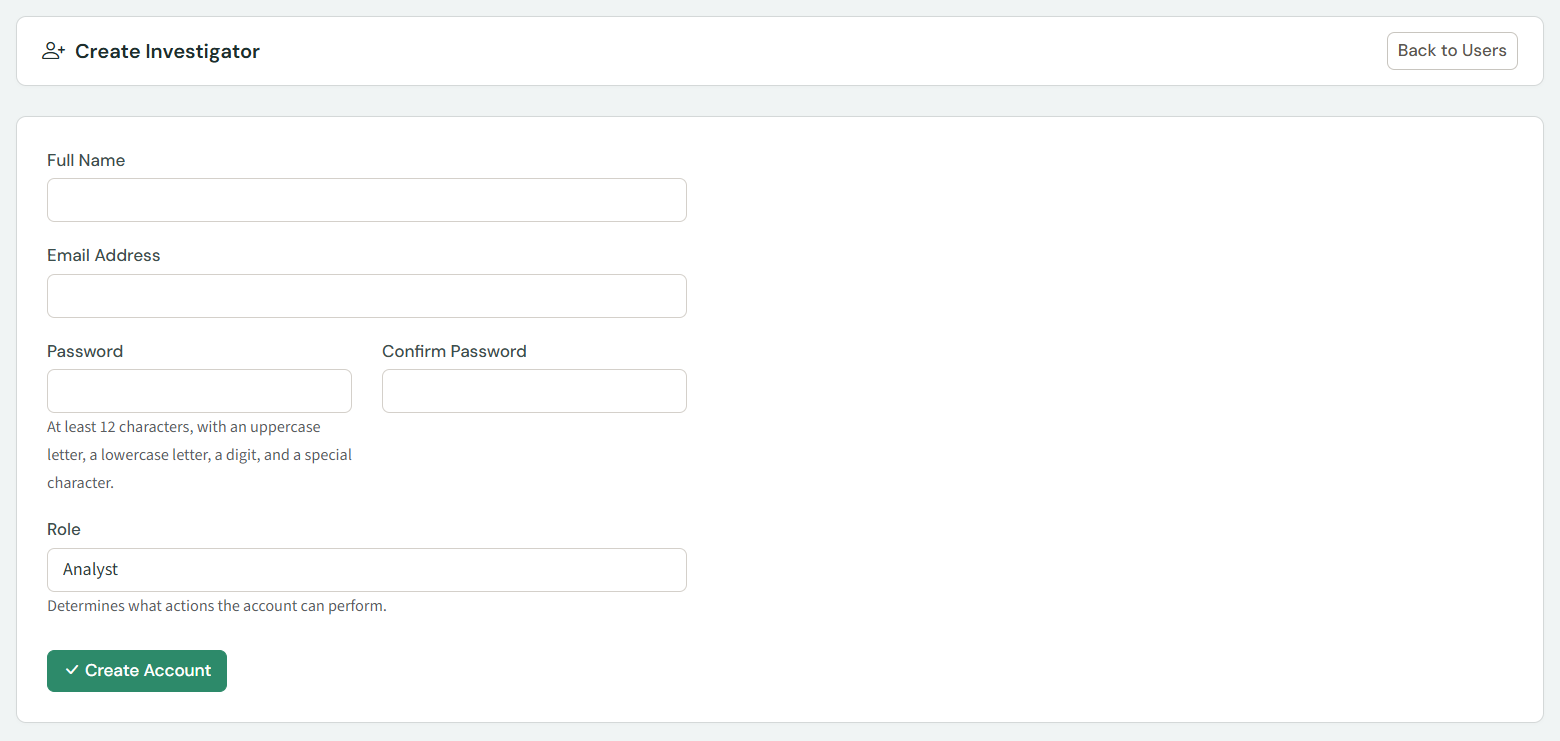 Create Investigator
Back to Users
Full Name
Email Address
Password
Confirm Password
At least 12 characters, with an uppercase
letter, a lowercase letter, a digit, and a special
character.
Role
Analyst
Determines what actions the account can perform.
Create Account